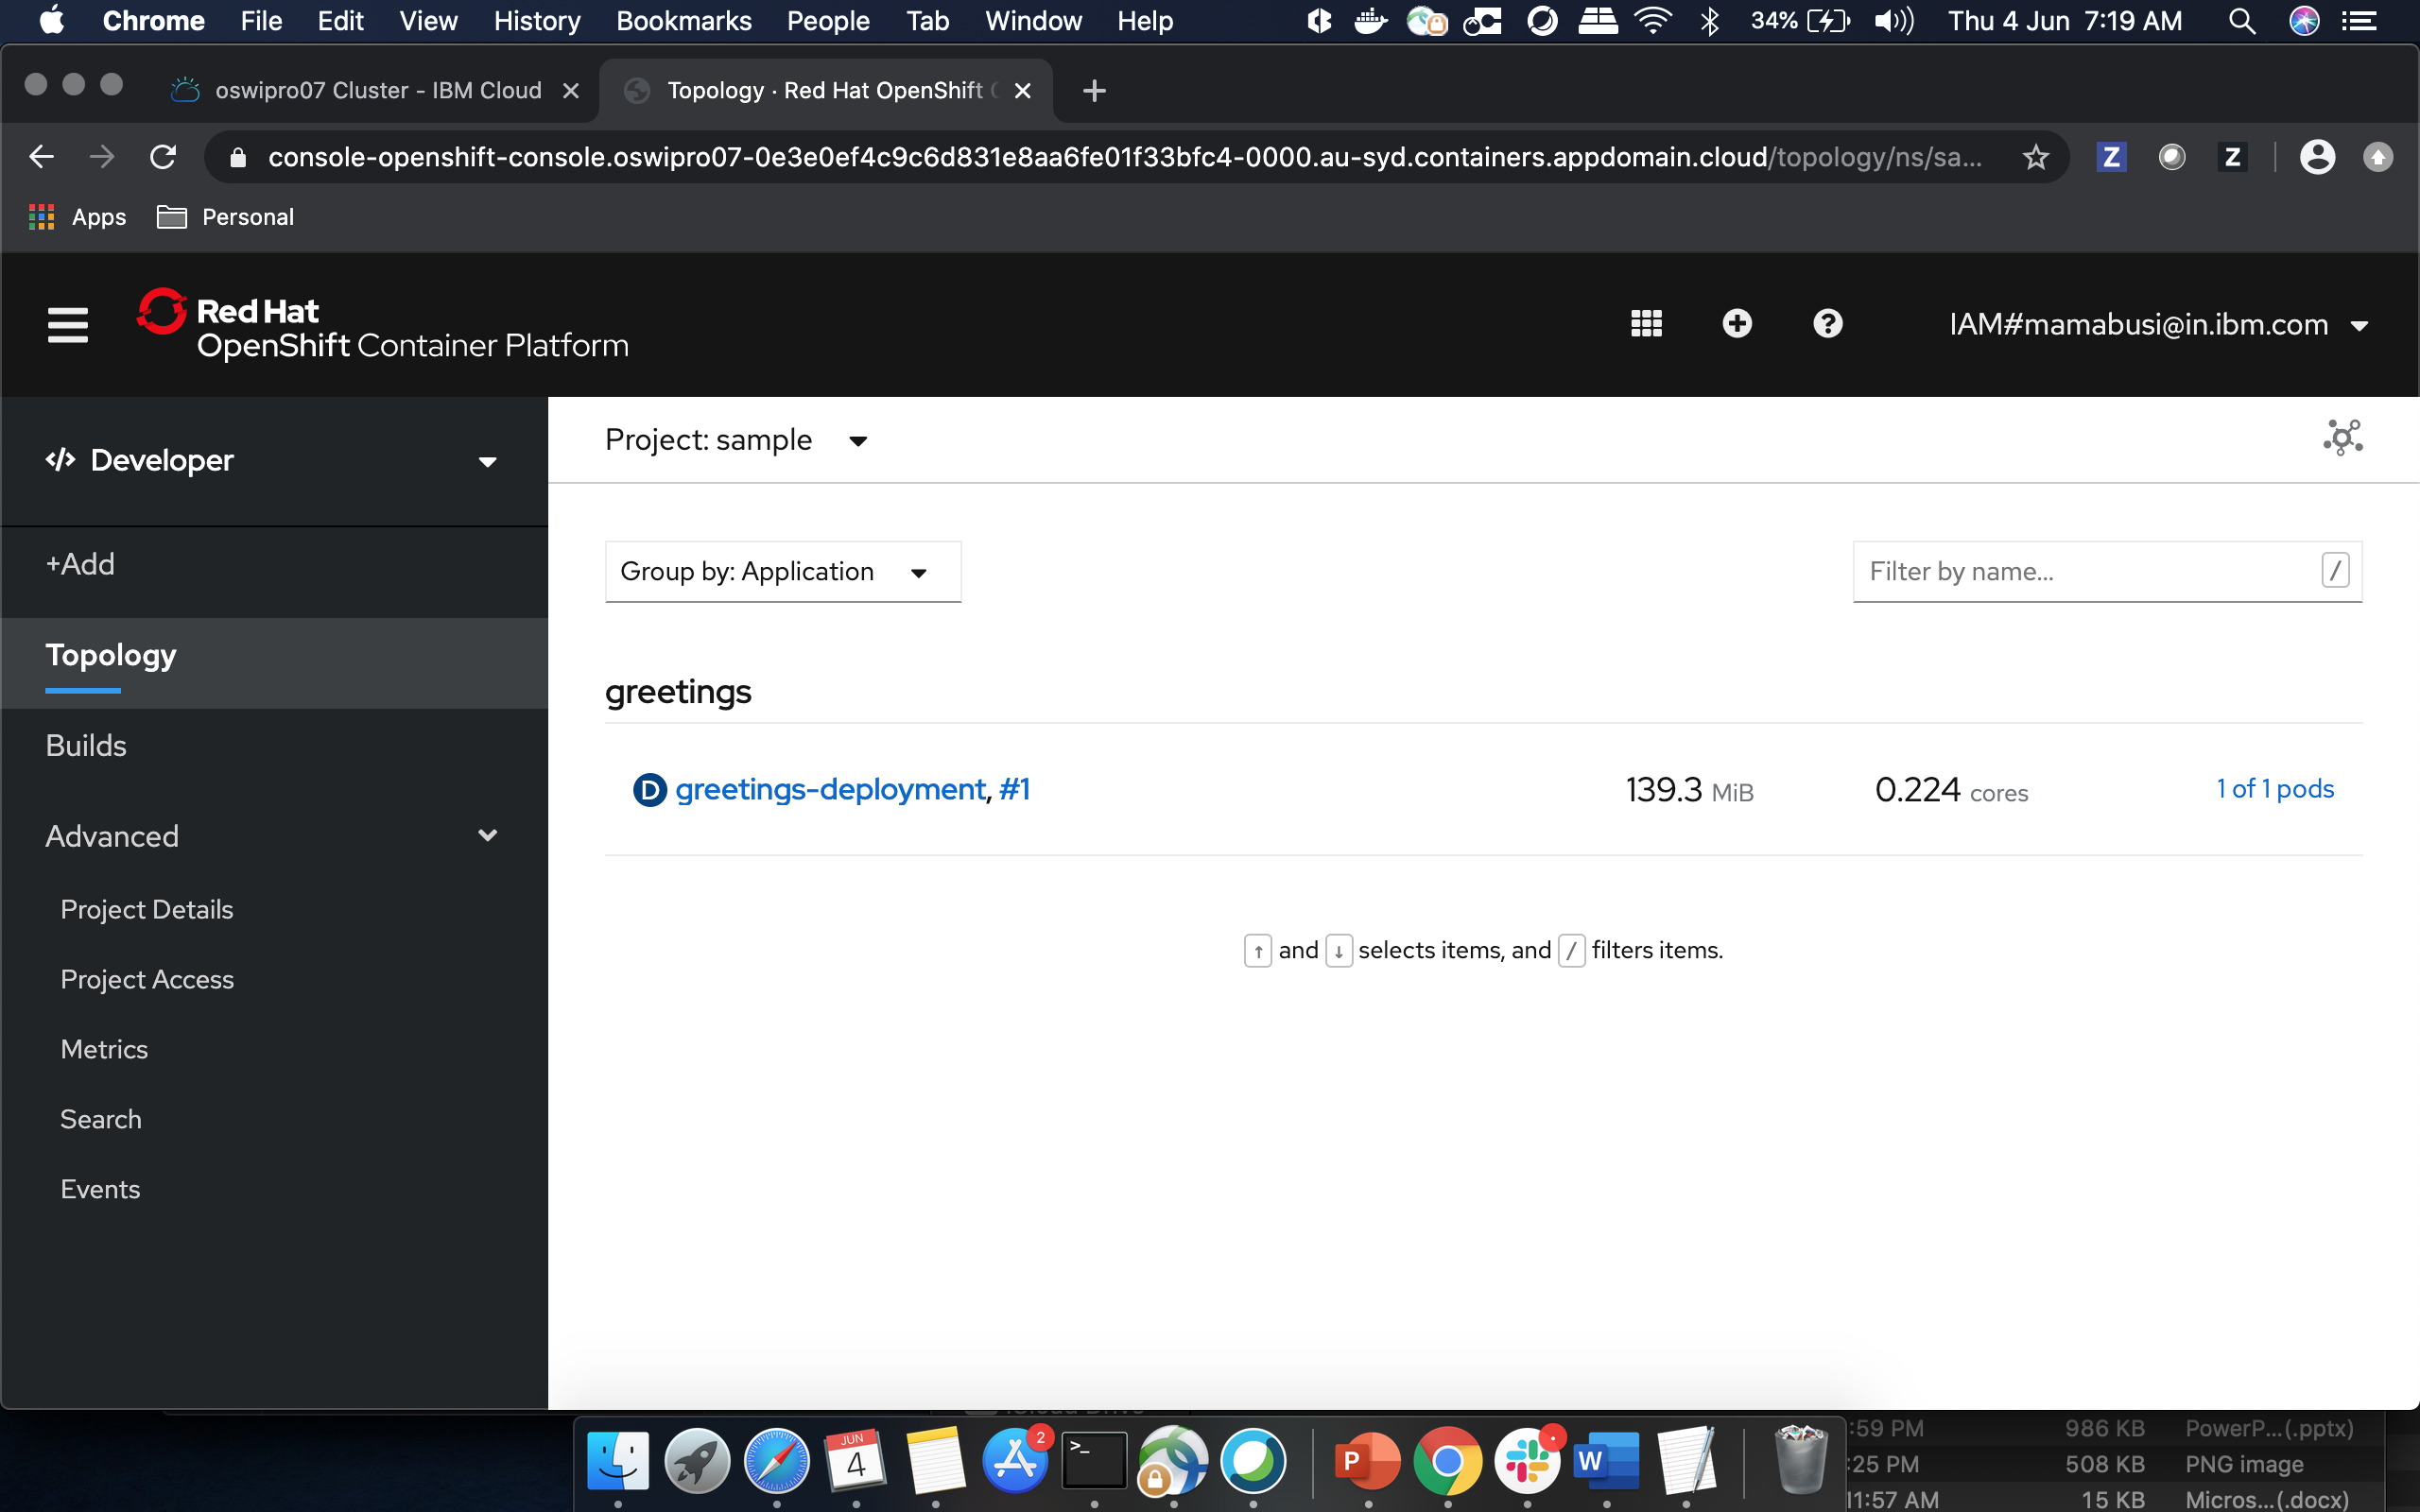 Chrome File Edit View History Bookmarks People Tab Window Help 34% Thu 4 Jun 7:19 AM
oswipro07 Cluster - IBM Cloud Topology · Red Hat OpenShift
console-openshift-console.oswipro07-0e3e0ef4c9c6d831e8aa6fe01f33bfc4-0000.au-syd.containers.appdomain.cloud/topology/ns/sa...
Z
Z
Apps Personal
Red Hat
OpenShift Container Platform
IAM#mamabusi@in.ibm.com
Developer
Project: sample
+Add
Group by: Application
Filter by name...
/
Topology
greetings
Builds
D greetings-deployment, #1 139.3 MiB 0.224 cores 1 of 1 pods
Advanced
Project Details
↑ and ↓ selects items, and / filters items.
Project Access
Metrics
Search
Events
JUN
4
2
>_
P
W
:59 PM 986 KB PowerP...(.pptx)
:25 PM 508 KB PNG image
11:57 AM 15 KB Micros...(.docx)